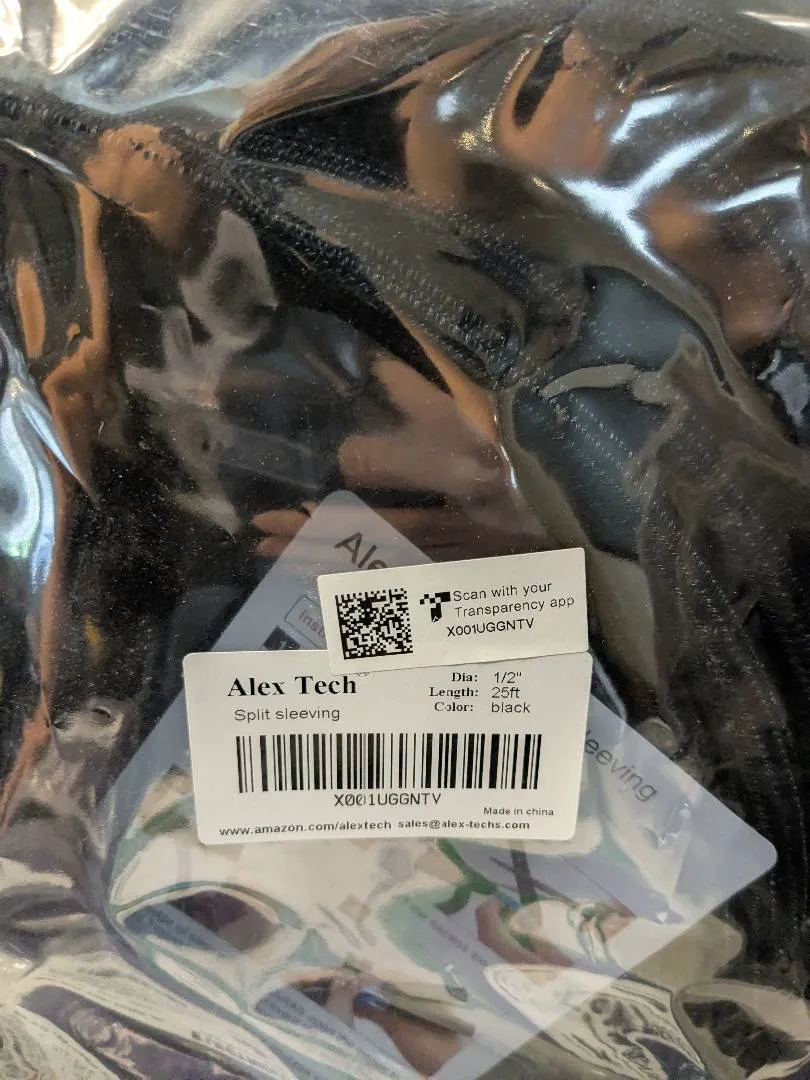 Scan with your
Transparency app
X001UGGNTV
Alex Tech®
Split sleeving
Dia: 1/2"
Length: 25ft
Color: black
X001UGGNTV
Made in china
www.amazon.com/alextech sales@alex-techs.com